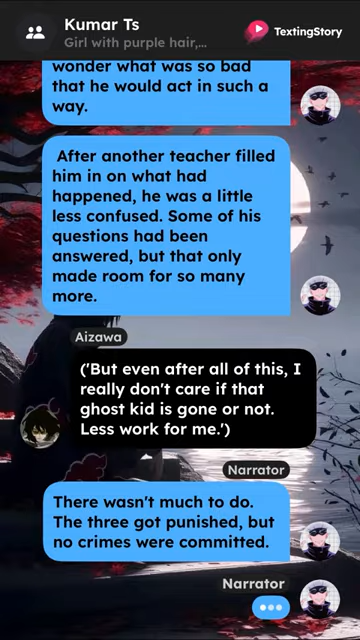 Kumar Ts
Girl with purple hair,...
TextingStory
wonder what was so bad
that he would act in such a
way.
After another teacher filled
him in on what had
happened, he was a little
less confused. Some of his
questions had been
answered, but that only
made room for so many
more.
Aizawa
('But even after all of this, I
really don't care if that
ghost kid is gone or not.
Less work for me.')
Narrator
There wasn't much to do.
The three got punished, but
no crimes were committed.
Narrator